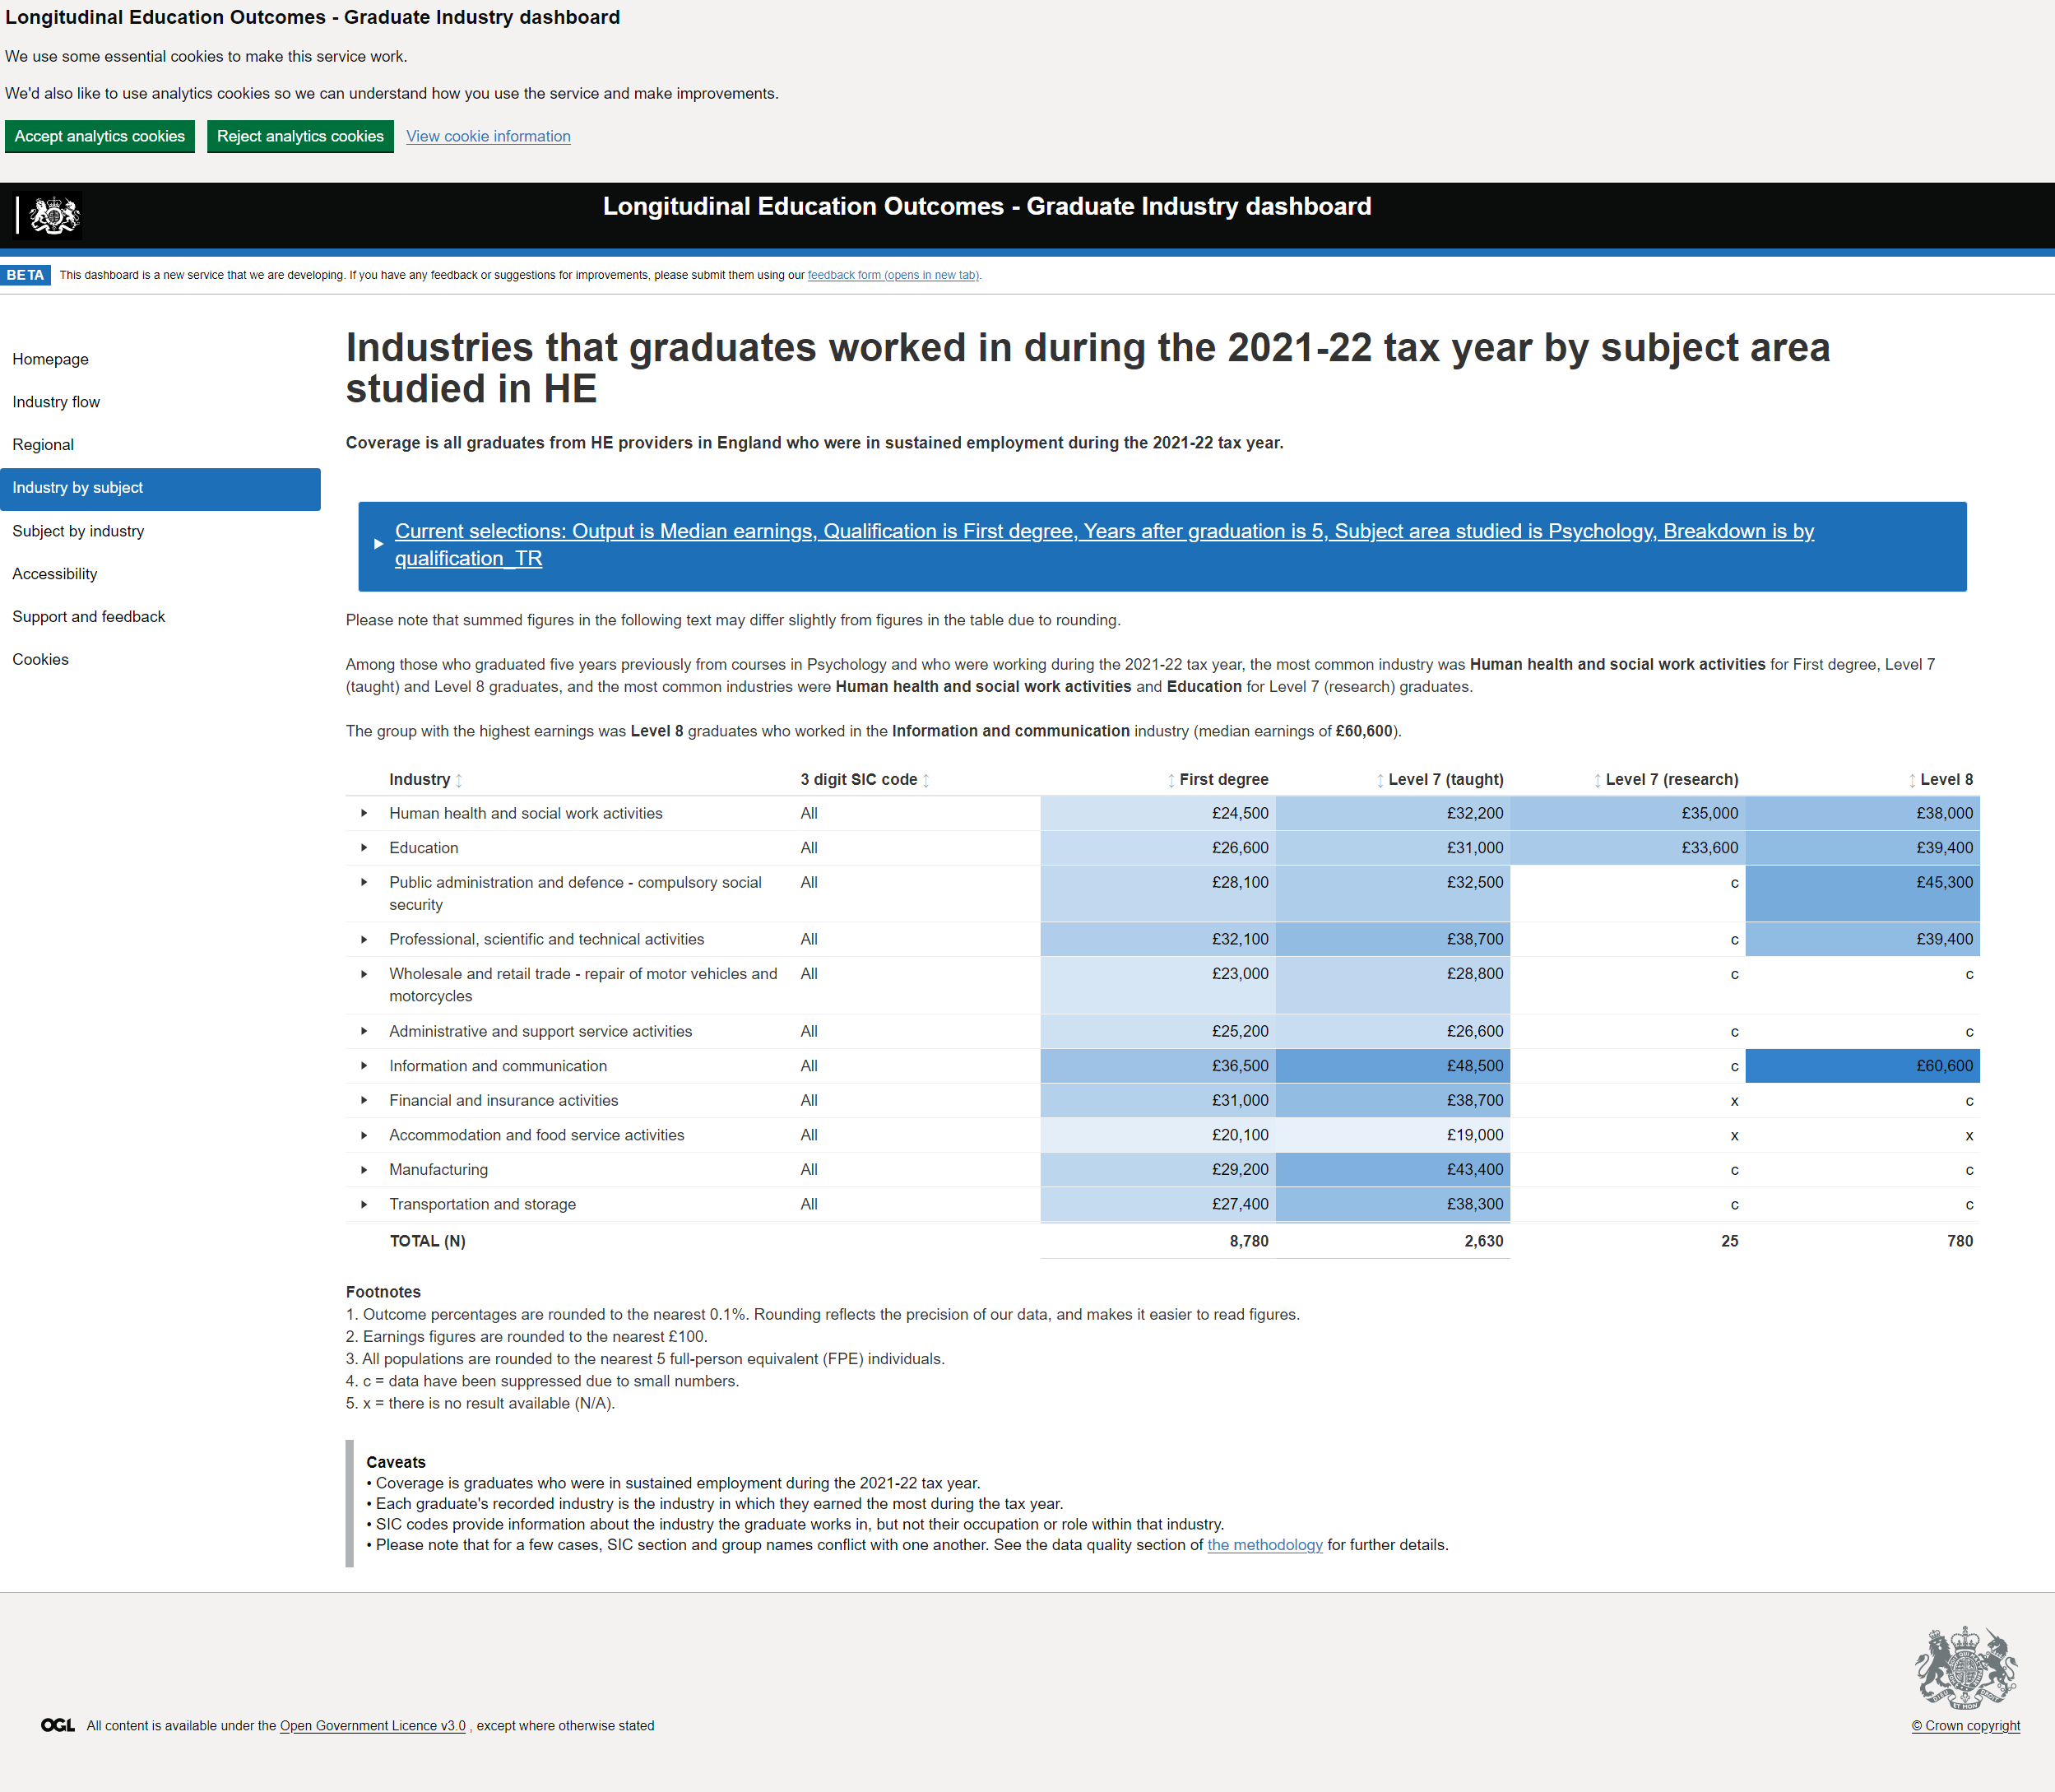 Longitudinal Education Outcomes - Graduate Industry dashboard
We use some essential cookies to make this service work.
We'd also like to use analytics cookies so we can understand how you use the service and make improvements.
Accept analytics cookies Reject analytics cookies View cookie information
Longitudinal Education Outcomes - Graduate Industry dashboard
BETA This dashboard is a new service that we are developing. If you have any feedback or suggestions for improvements, please submit them using our feedback form (opens in new tab).
Homepage
Industry flow
Regional
Industry by subject
Subject by industry
Accessibility
Support and feedback
Cookies
Industries that graduates worked in during the 2021-22 tax year by subject area
studied in HE
Coverage is all graduates from HE providers in England who were in sustained employment during the 2021-22 tax year.
Current selections: Output is Median earnings, Qualification is First degree, Years after graduation is 5, Subject area studied is Psychology, Breakdown is by
qualification_TR
Please note that summed figures in the following text may differ slightly from figures in the table due to rounding.
Among those who graduated five years previously from courses in Psychology and who were working during the 2021-22 tax year, the most common industry was Human health and social work activities for First degree, Level 7
(taught) and Level 8 graduates, and the most common industries were Human health and social work activities and Education for Level 7 (research) graduates.
The group with the highest earnings was Level 8 graduates who worked in the Information and communication industry (median earnings of £60,600).
Industry 3 digit SIC code First degree Level 7 (taught) Level 7 (research) Level 8
Human health and social work activities All £24,500 £32,200 £35,000 £38,000
Education All £26,600 £31,000 £33,600 £39,400
Public administration and defence - compulsory social All £28,100 £32,500 c £45,300
security
Professional, scientific and technical activities All £32,100 £38,700 c £39,400
Wholesale and retail trade - repair of motor vehicles and All £23,000 £28,800 c c
motorcycles
Administrative and support service activities All £25,200 £26,600 c c
Information and communication All £36,500 £48,500 c £60,600
Financial and insurance activities All £31,000 £38,700 x c
Accommodation and food service activities All £20,100 £19,000 x x
Manufacturing All £29,200 £43,400 c c
Transportation and storage All £27,400 £38,300 c c
TOTAL (N) 8,780 2,630 25 780
Footnotes
1. Outcome percentages are rounded to the nearest 0.1%. Rounding reflects the precision of our data, and makes it easier to read figures.
2. Earnings figures are rounded to the nearest £100.
3. All populations are rounded to the nearest 5 full-person equivalent (FPE) individuals.
4. c = data have been suppressed due to small numbers.
5. x = there is no result available (N/A).
Caveats
• Coverage is graduates who were in sustained employment during the 2021-22 tax year.
• Each graduate's recorded industry is the industry in which they earned the most during the tax year.
• SIC codes provide information about the industry the graduate works in, but not their occupation or role within that industry.
• Please note that for a few cases, SIC section and group names conflict with one another. See the data quality section of the methodology for further details.
OGL All content is available under the Open Government Licence v3.0 , except where otherwise stated
© Crown copyright